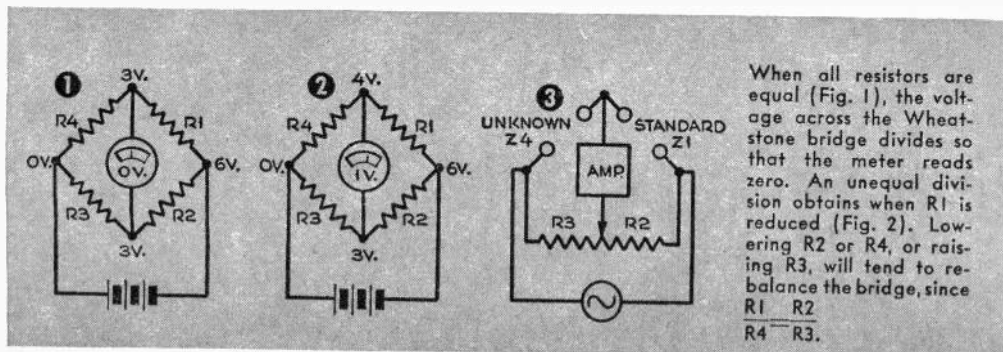 1
3V.
R4
R1
0V.
0V.
6V.
R3
R2
3V.
2
4V.
R4
R1
0V.
1V.
6V.
R3
R2
3V.
3
UNKNOWN
Z4
STANDARD
Z1
AMP.
R3
R2
When all resistors are
equal (Fig. 1), the volt-
age across the Wheat-
stone bridge divides so
that the meter reads
zero. An unequal divi-
sion obtains when R1 is
reduced (Fig. 2). Low-
ering R2 or R4, or rais-
ing R3, will tend to re-
balance the bridge, since
R1 R2
— = —
R4 R3.